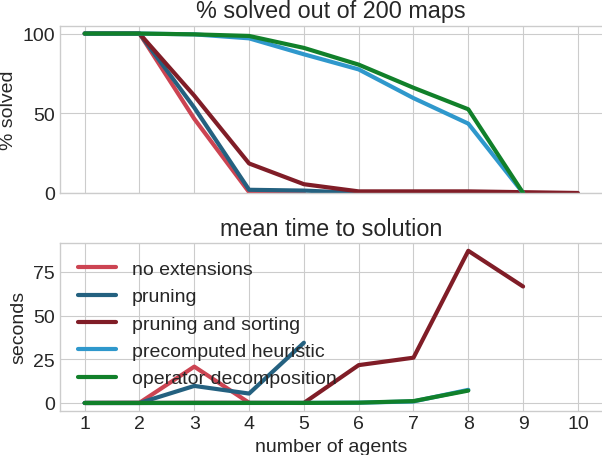 % solved out of 200 maps
% solved
100
50
0
mean time to solution
seconds
75
50
25
0
no extensions
pruning
pruning and sorting
precomputed heuristic
operator decomposition
1 2 3 4 5 6 7 8 9 10
number of agents